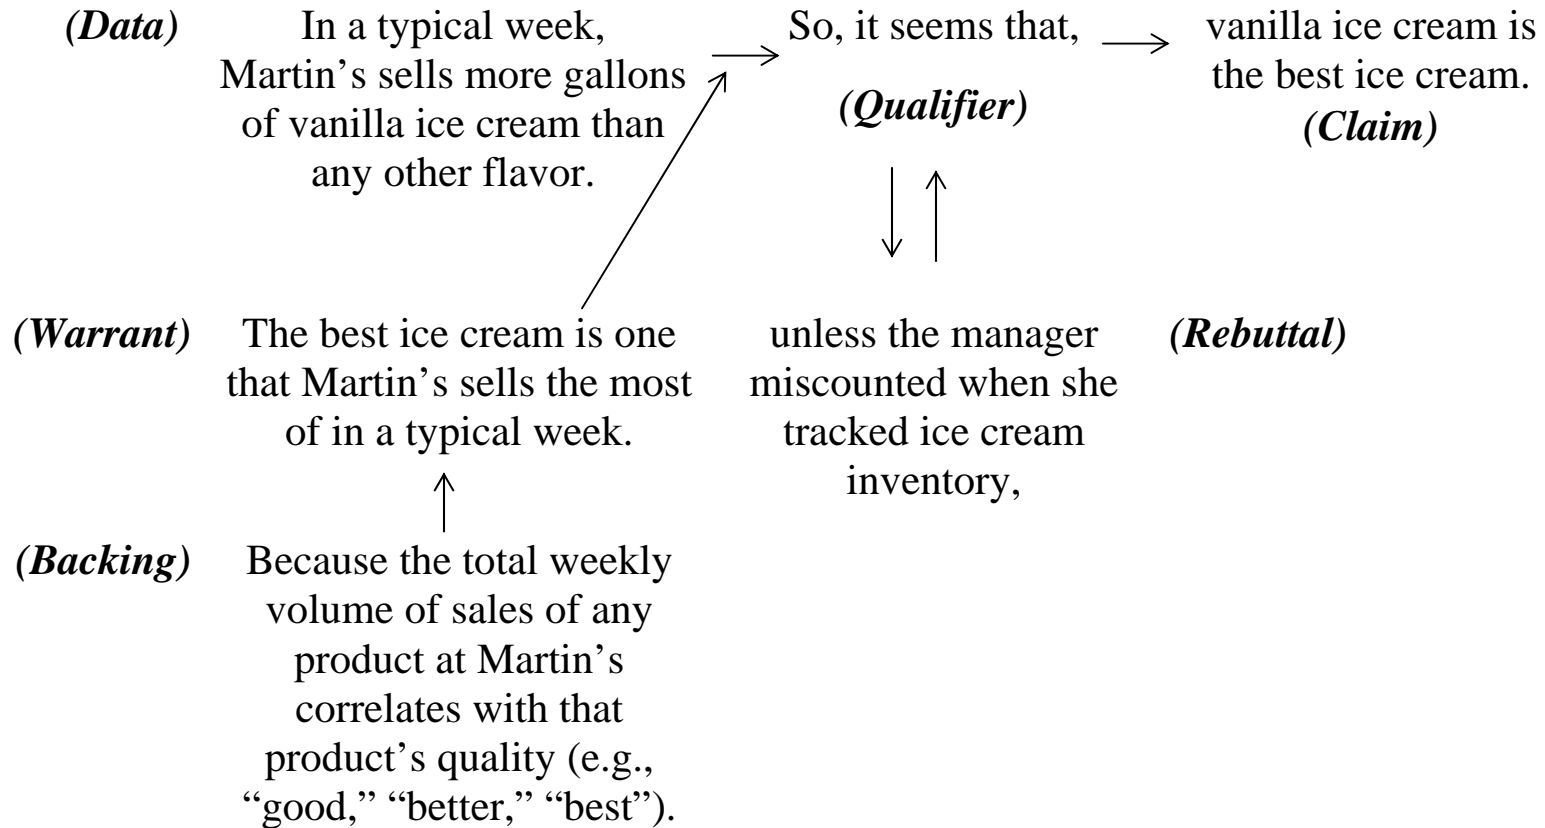 (Data)
In a typical week,
Martin’s sells more gallons
of vanilla ice cream than
any other flavor.
So, it seems that,
(Qualifier)
vanilla ice cream is
the best ice cream.
(Claim)
(Warrant)
The best ice cream is one
that Martin’s sells the most
of in a typical week.
unless the manager
miscounted when she
tracked ice cream
inventory,
(Rebuttal)
(Backing)
Because the total weekly
volume of sales of any
product at Martin’s
correlates with that
product’s quality (e.g.,
“good,” “better,” “best”).